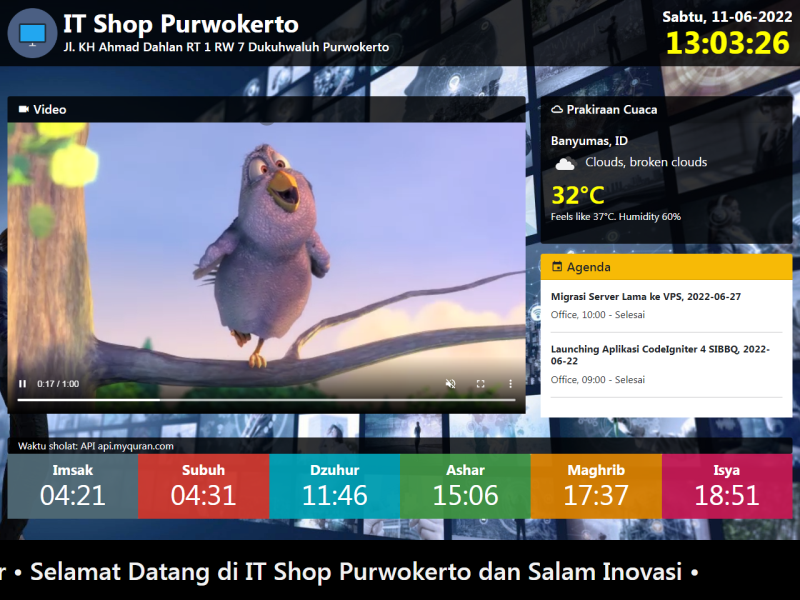 IT Shop Purwokerto
Jl. KH Ahmad Dahlan RT 1 RW 7 Dukuhwaluh Purwokerto
Sabtu, 11-06-2022
13:03:26
Video
0:17 / 1:00
Prakiraan Cuaca
Banyumas, ID
Clouds, broken clouds
32°C
Feels like 37°C. Humidity 60%
Agenda
Migrasi Server Lama ke VPS, 2022-06-27
Office, 10:00 - Selesai
Launching Aplikasi CodeIgniter 4 SIBBQ, 2022-
06-22
Office, 09:00 - Selesai
Waktu sholat: API api.myquran.com
Imsak
04:21
Subuh
04:31
Dzuhur
11:46
Ashar
15:06
Maghrib
17:37
Isya
18:51
r • Selamat Datang di IT Shop Purwokerto dan Salam Inovasi •